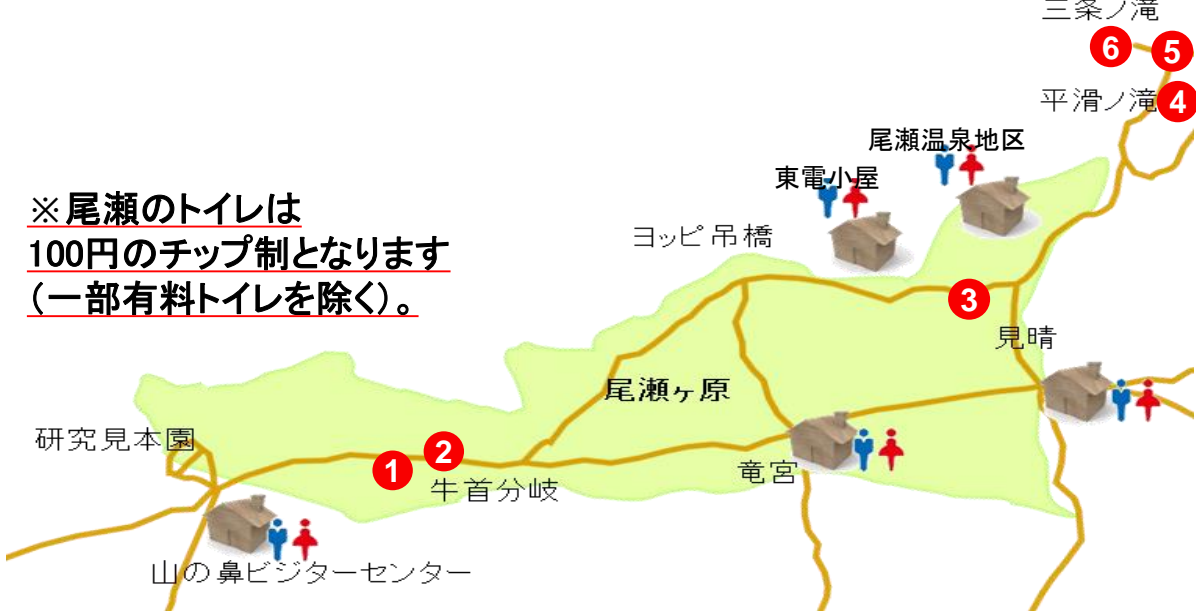 三条ノ滝
6
5
平滑ノ滝
4
尾瀬温泉地区
東電小屋
※尾瀬のトイレは
100円のチップ制となります
(一部有料トイレを除く)。
ヨッピ吊橋
3
見晴
尾瀬ヶ原
研究見本園
1
2
牛首分岐
竜宮
山の鼻ビジターセンター